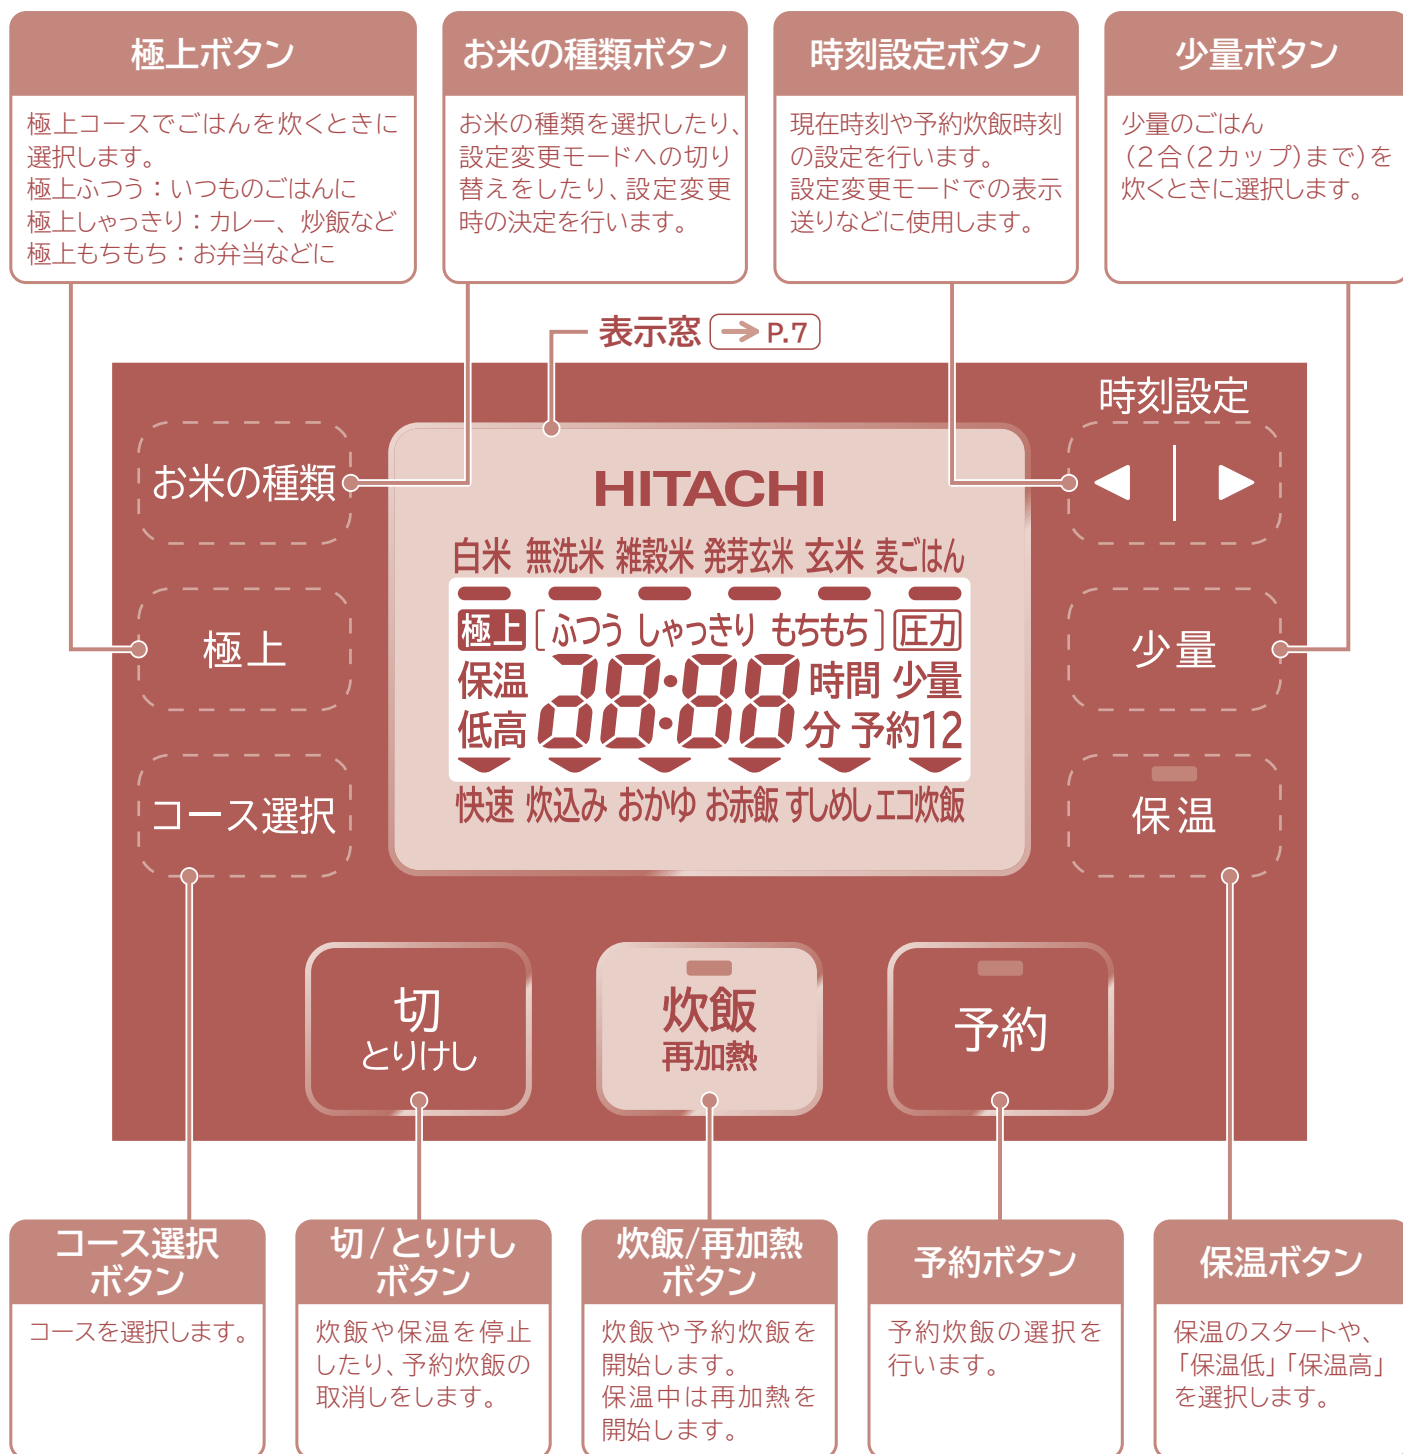 極上ボタン
極上コースでごはんを炊くときに
選択します。
極上ふつう：いつものごはんに
極上しゃっきり：カレー、炒飯など
極上もちもち：お弁当などに
お米の種類ボタン
お米の種類を選択したり、
設定変更モードへの切り
替えをしたり、設定変更
時の決定を行います。
時刻設定ボタン
現在時刻や予約炊飯時刻
の設定を行います。
設定変更モードでの表示
送りなどに使用します。
少量ボタン
少量のごはん
(2合(2カップ)まで)を
炊くときに選択します。
表示窓 → P.7
時刻設定
お米の種類
極上
コース選択
HITACHI
白米 無洗米 雑穀米 発芽玄米 玄米 麦ごはん
極上 [ふつう しゃっきり もちもち] 圧力
保温 28:88 時間 少量
低高 分 予約12
快速 炊込み おかゆ お赤飯 すしめし エコ炊飯
◀ | ▶
少量
保温
切
とりけし
炊飯
再加熱
予約
コース選択
ボタン
コースを選択します。
切/とりけし
ボタン
炊飯や保温を停止
したり、予約炊飯の
取消しをします。
炊飯/再加熱
ボタン
炊飯や予約炊飯を
開始します。
保温中は再加熱を
開始します。
予約ボタン
予約炊飯の選択を
行います。
保温ボタン
保温のスタートや、
「保温低」「保温高」
を選択します。